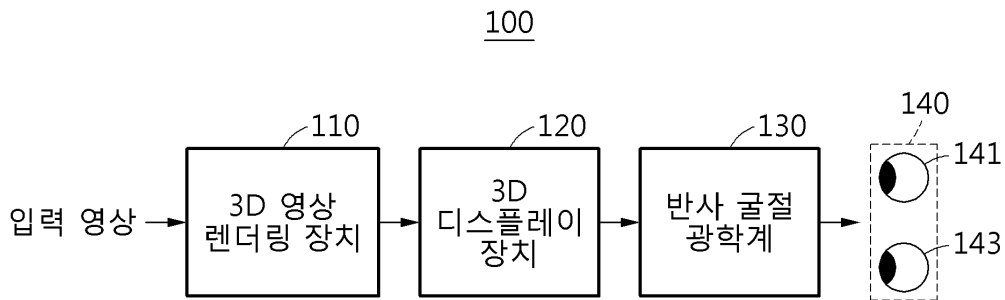 100
110
120
130
140
141
143
입력 영상
3D 영상
렌더링 장치
3D
디스플레이
장치
반사 굴절
광학계